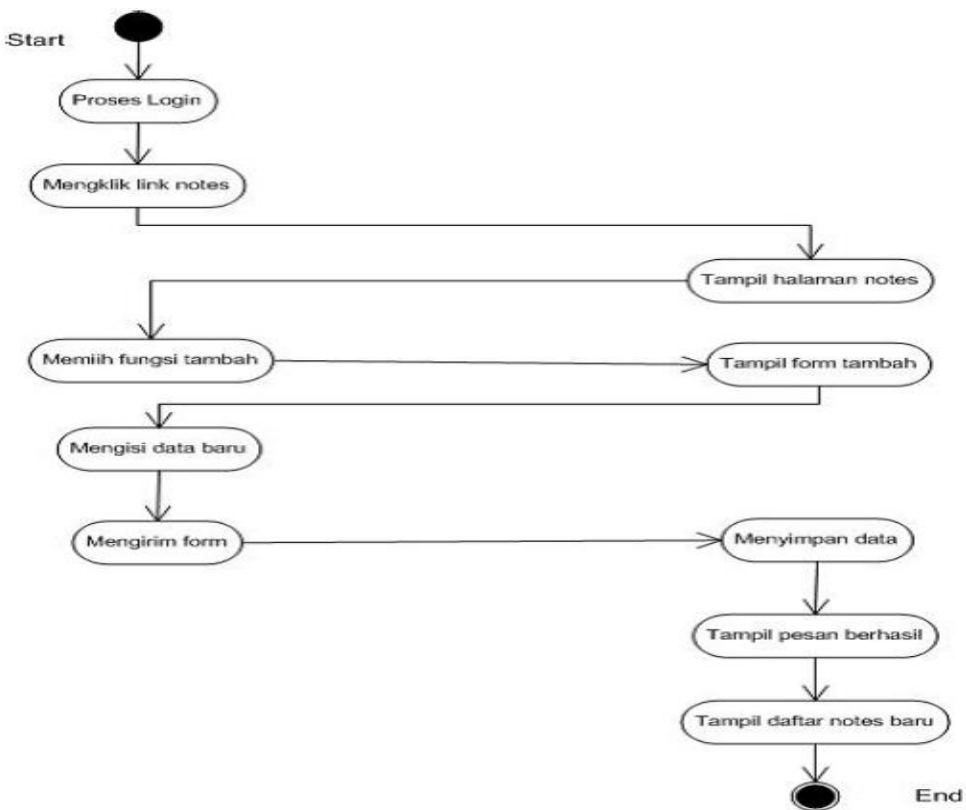 Start
Proses Login
Mengklik link notes
Tampil halaman notes
Memiih fungsi tambah
Tampil form tambah
Mengisi data baru
Mengirim form
Menyimpan data
Tampil pesan berhasil
Tampil daftar notes baru
End